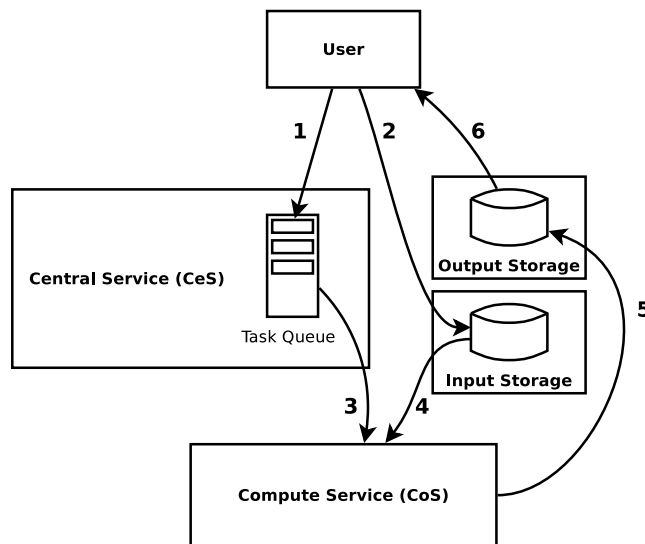 User
1
2
6
Central Service (CeS)
Task Queue
Output Storage
Input Storage
5
3
4
Compute Service (CoS)